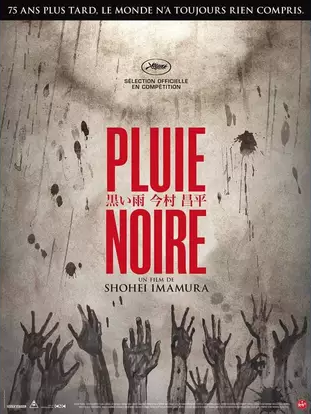 75 ANS PLUS TARD, LE MONDE N'A TOUJOURS RIEN COMPRIS.
SÉLECTION OFFICIELLE
EN COMPÉTITION
PLUIE
黒い雨 今村 昌平
NOIRE
UN FILM DE
SHOHEI IMAMURA